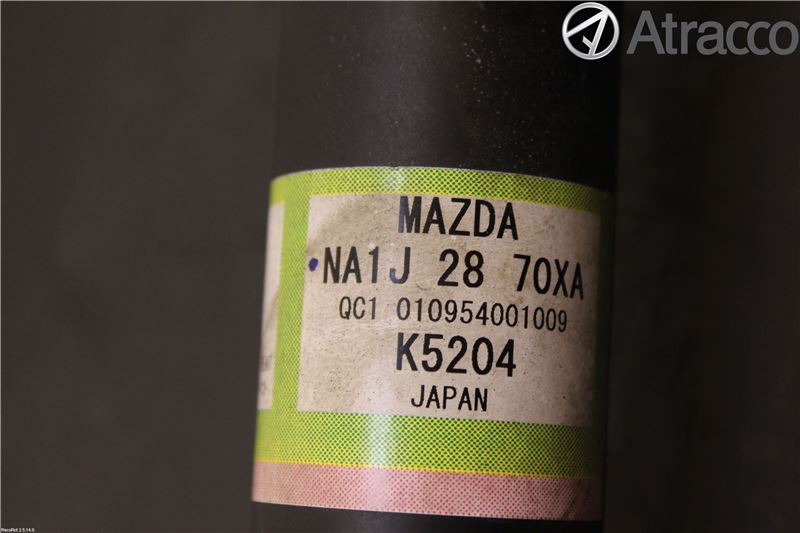 Atracco
MAZDA
NA1J 28 70XA
QC1 010954001009
K5204
JAPAN